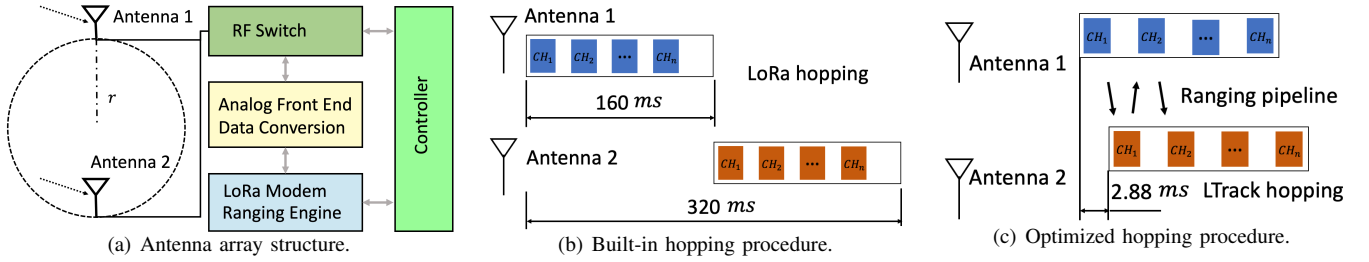 Antenna 1
r
Antenna 2
RF Switch
Analog Front End
Data Conversion
LoRa Modem
Ranging Engine
Controller
(a) Antenna array structure.
Antenna 1
CH₁ CH₂ ... CHₙ
LoRa hopping
160 ms
Antenna 2
CH₁ CH₂ ... CHₙ
320 ms
(b) Built-in hopping procedure.
CH₁ CH₂ ... CHₙ
Antenna 1
Ranging pipeline
CH₁ CH₂ ... CHₙ
Antenna 2
2.88 ms
LTrack hopping
(c) Optimized hopping procedure.